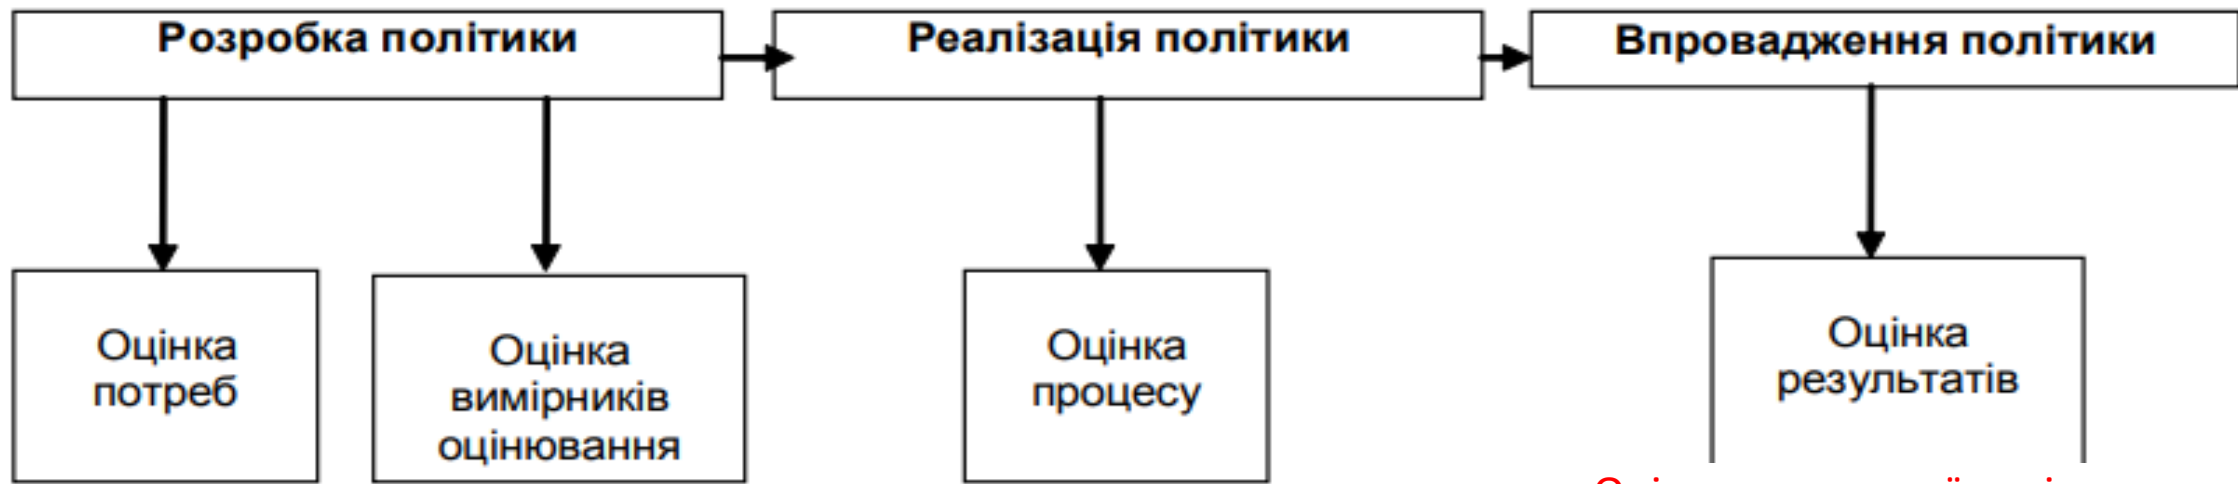 Розробка політики
Реалізація політики
Впровадження політики
Оцінка
потреб
Оцінка
вимірників
оцінювання
Оцінка
процесу
Оцінка
результатів